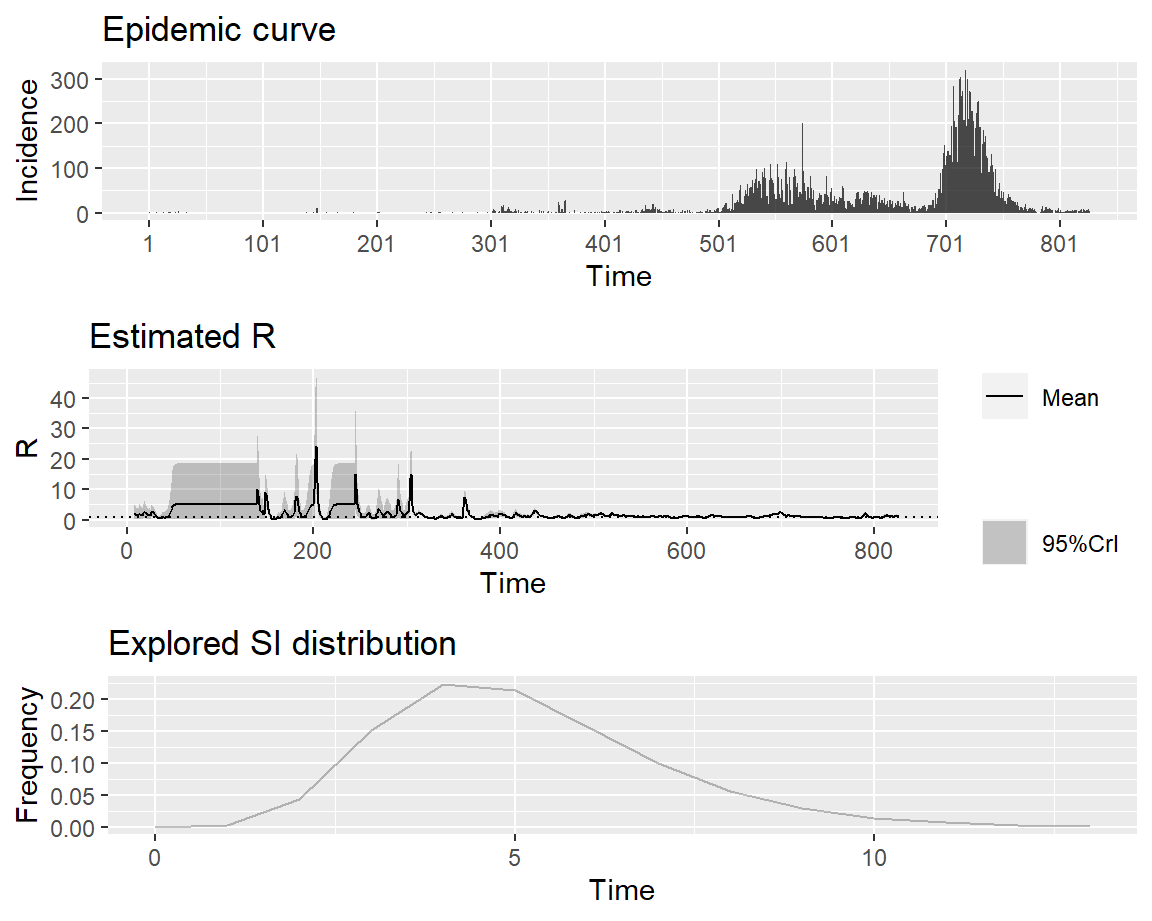 Epidemic curve
Incidence
300
200
100
0
1 101 201 301 401 501 601 701 801
Time
Estimated R
R
40
30
20
10
0
0 200 400 600 800
Time
Mean
95%CrI
Explored SI distribution
Frequency
0.20
0.15
0.10
0.05
0.00
0 5 10
Time